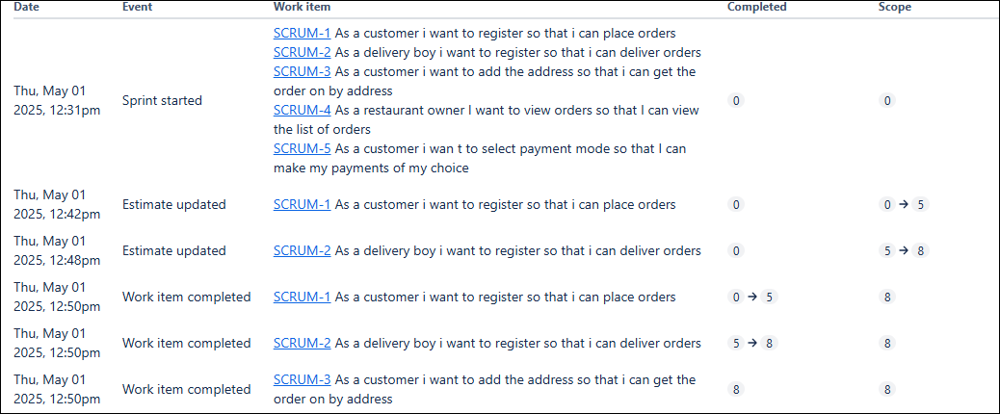 Date Event Work item Completed Scope
SCRUM-1 As a customer i want to register so that i can place orders
SCRUM-2 As a delivery boy i want to register so that i can deliver orders
SCRUM-3 As a customer i want to add the address so that i can get the
order on by address
Thu, May 01
2025, 12:31pm
Sprint started
0 0
SCRUM-4 As a restaurant owner I want to view orders so that I can view
the list of orders
SCRUM-5 As a customer i wan t to select payment mode so that I can
make my payments of my choice
Thu, May 01
2025, 12:42pm
Estimate updated SCRUM-1 As a customer i want to register so that i can place orders 0 0 → 5
Thu, May 01
2025, 12:48pm
Estimate updated SCRUM-2 As a delivery boy i want to register so that i can deliver orders 0 5 → 8
Thu, May 01
2025, 12:50pm
Work item completed SCRUM-1 As a customer i want to register so that i can place orders 0 → 5 8
Thu, May 01
2025, 12:50pm
Work item completed SCRUM-2 As a delivery boy i want to register so that i can deliver orders 5 → 8 8
Thu, May 01
2025, 12:50pm
Work item completed SCRUM-3 As a customer i want to add the address so that i can get the
order on by address
8 8